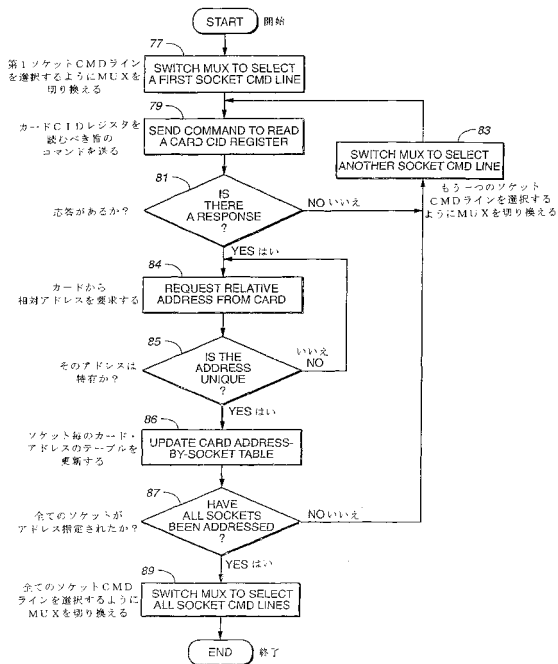 START
開始
77
第1ソケットCMDライン
を選択するようにMUXを
切り換える
SWITCH MUX TO SELECT
A FIRST SOCKET CMD LINE
79
カードCIDレジスタを
読むべき旨の
コマンドを送る
SEND COMMAND TO READ
A CARD CID REGISTER
83
SWITCH MUX TO SELECT
ANOTHER SOCKET CMD LINE
もう一つのソケット
CMDラインを選択する
ようにMUXを切り換える
81
応答があるか?
IS
THERE
A RESPONSE
?
NO いいえ
YES はい
84
カードから
相対アドレスを要求する
REQUEST RELATIVE
ADDRESS FROM CARD
85
そのアドレスは
特有か?
IS THE
ADDRESS
UNIQUE
?
いいえ
NO
YES はい
86
ソケット毎のカード・
アドレスのテーブルを
更新する
UPDATE CARD ADDRESS-
BY-SOCKET TABLE
87
全てのソケットが
アドレス指定されたか?
HAVE
ALL SOCKETS
BEEN ADDRESSED
?
NO いいえ
YES はい
89
全てのソケットCMD
ラインを選択するように
MUXを切り換える
SWITCH MUX TO SELECT
ALL SOCKET CMD LINES
END
終了